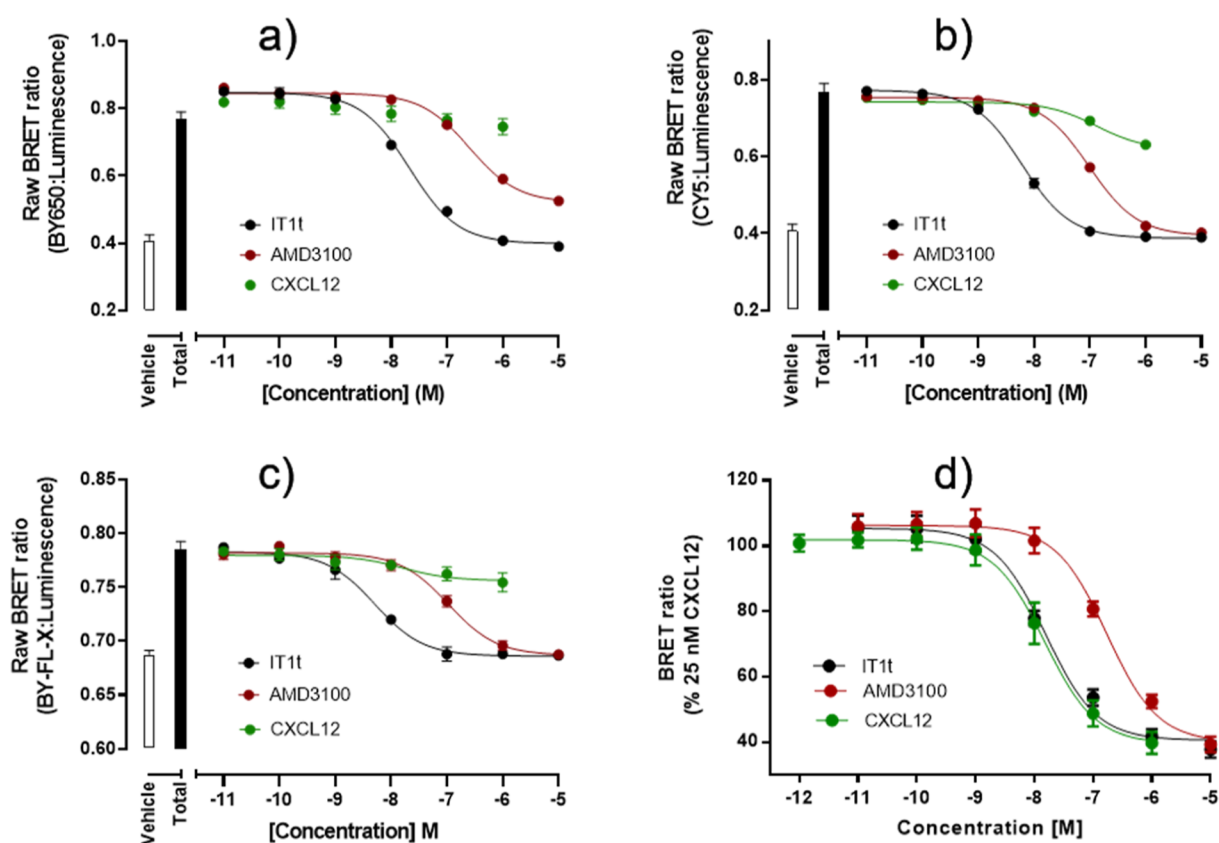 a)
Raw BRET ratio
(BY650:Luminescence)
1.0
0.8
0.6
0.4
0.2
IT1t
AMD3100
CXCL12
Vehicle
Total
-11 -10 -9 -8 -7 -6 -5
[Concentration] (M)
b)
Raw BRET ratio
(CY5:Luminescence)
0.8
0.6
0.4
0.2
IT1t
AMD3100
CXCL12
Vehicle
Total
-11 -10 -9 -8 -7 -6 -5
[Concentration] (M)
c)
Raw BRET ratio
(BY-FL-X:Luminescence)
0.85
0.80
0.75
0.70
0.65
0.60
IT1t
AMD3100
CXCL12
Vehicle
Total
-11 -10 -9 -8 -7 -6 -5
[Concentration] M
d)
BRET ratio
(% 25 nM CXCL12)
120
100
80
60
40
IT1t
AMD3100
CXCL12
-12 -11 -10 -9 -8 -7 -6 -5
Concentration [M]